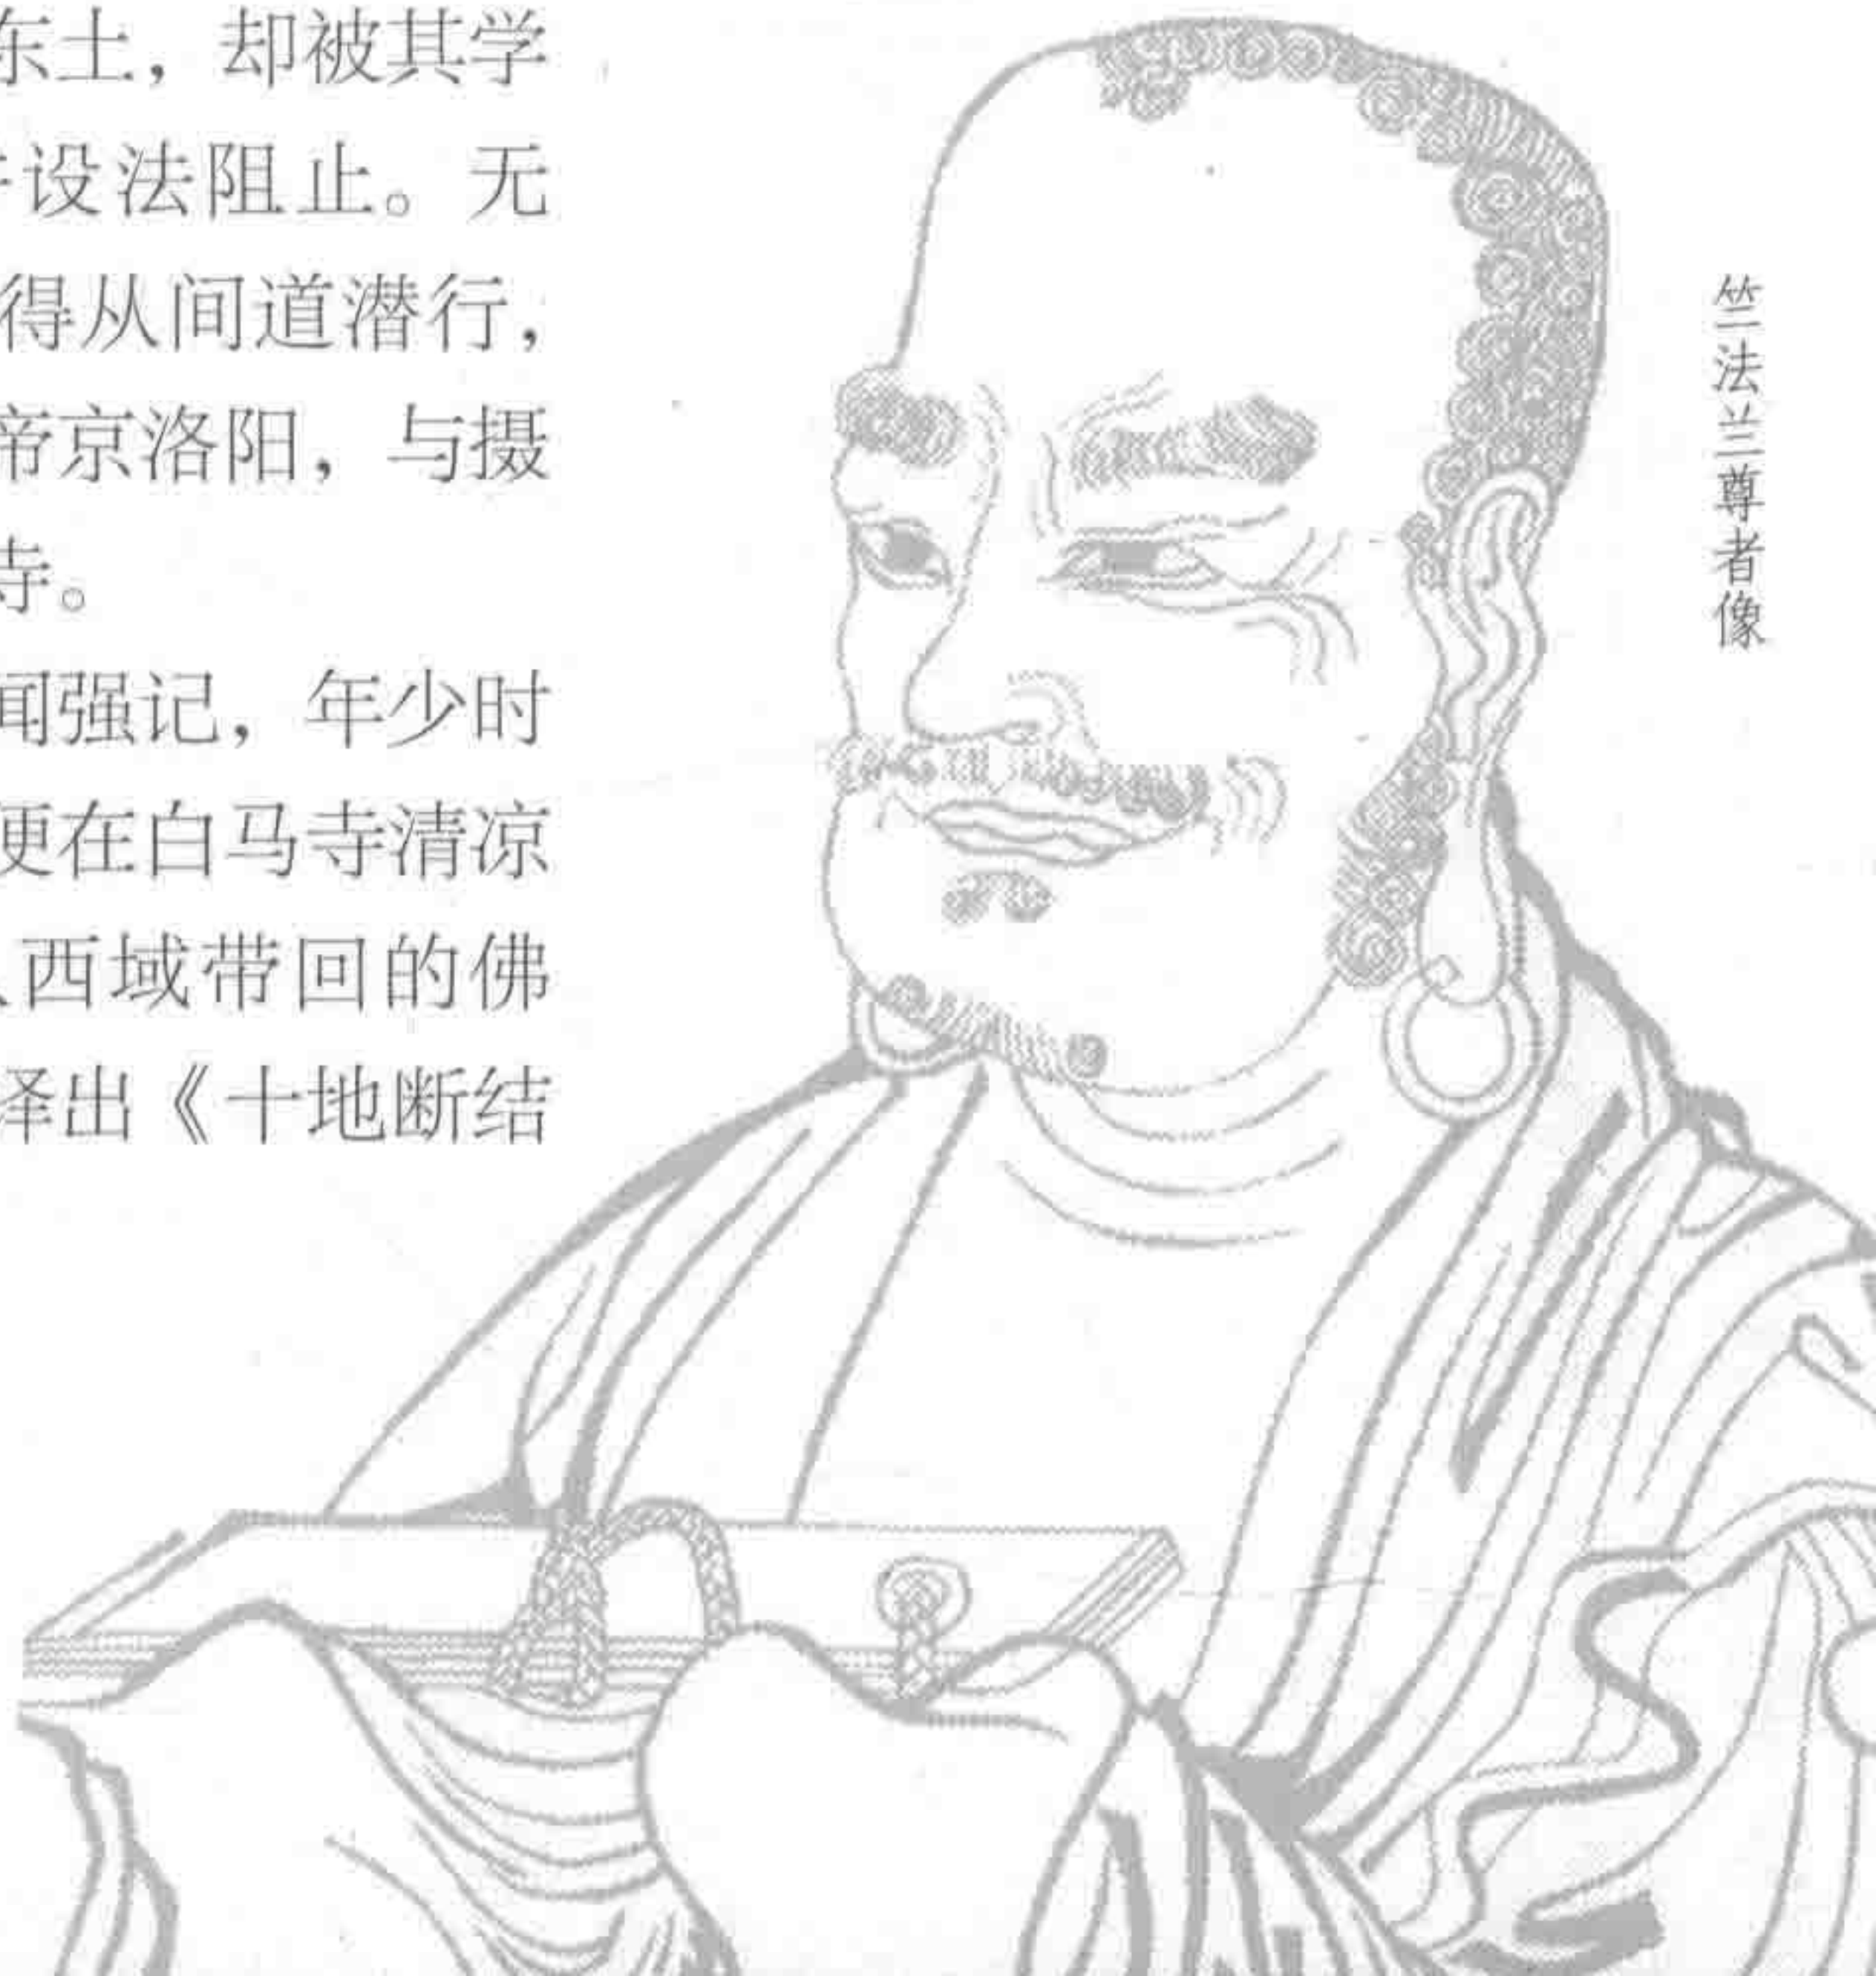 东土，却被其学
设法阻止。无
得从间道潜行，
帝京洛阳，与摄
寺。
闻强记，年少时
便在白马寺清凉
西域带回的佛
译出《十地断结
竺法兰尊者像